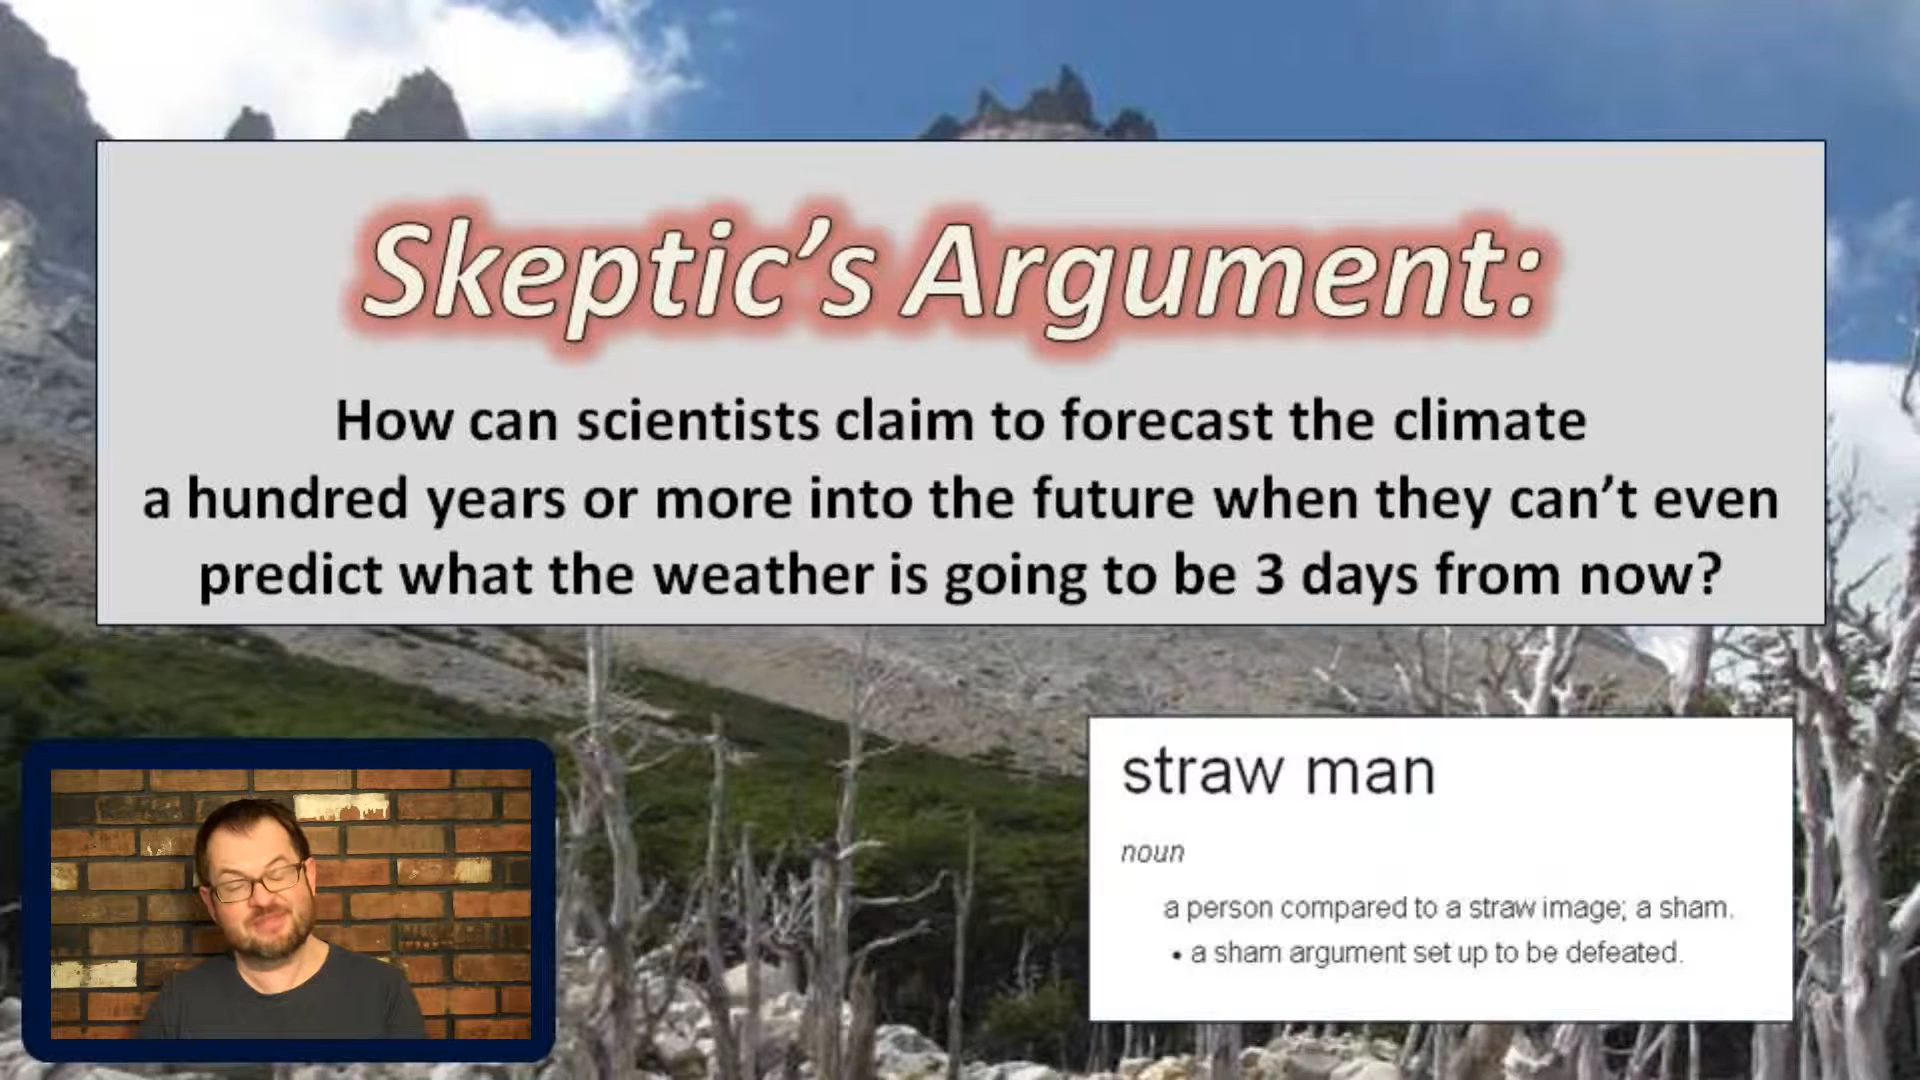 Skeptic's Argument:
How can scientists claim to forecast the climate
a hundred years or more into the future when they can't even
predict what the weather is going to be 3 days from now?
straw man
noun
a person compared to a straw image; a sham.
• a sham argument set up to be defeated.